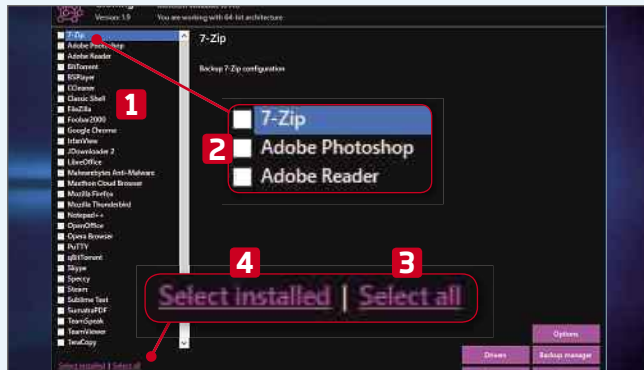 Version: 1.9
You are working with 64-bit architecture
7-Zip
Adobe Photoshop
Adobe Reader
BitTorrent
BSPlayer
CCleaner
Classic Shell
FileZilla
Foobar2000
Google Chrome
IrfanView
JDownloader 2
LibreOffice
Malwarebytes Anti-Malware
Maxthon Cloud Browser
Mozilla Firefox
Mozilla Thunderbird
Notepad++
OpenOffice
Opera Browser
PuTTY
qBitTorrent
Skype
Speccy
Steam
Sublime Text
SumatraPDF
TeamSpeak
TeamViewer
TeraCopy
Select installed | Select all
1
7-Zip
Backup 7-Zip configuration
2
7-Zip
Adobe Photoshop
Adobe Reader
4
3
Select installed | Select all
Options
Drivers
Backup manager